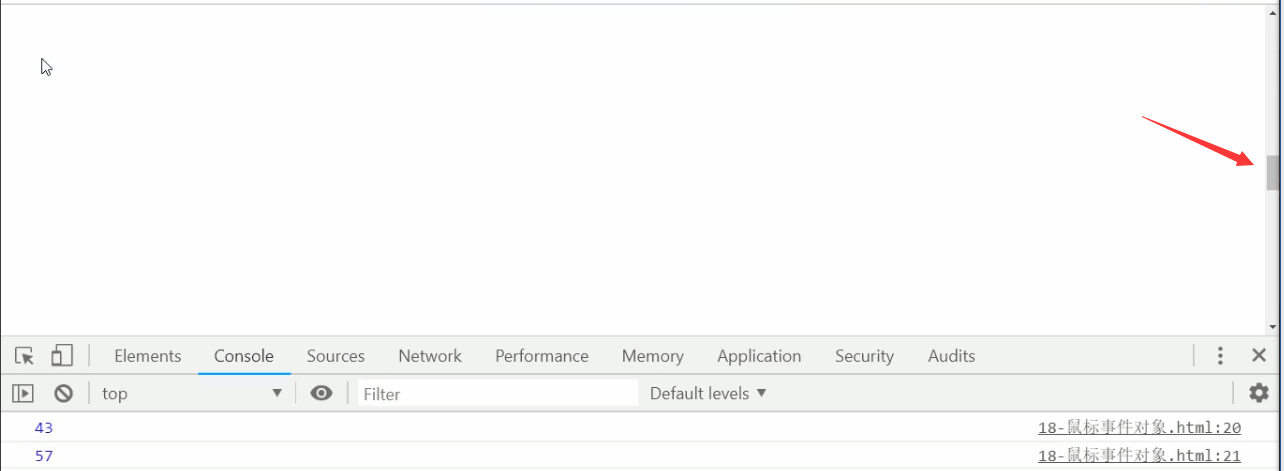 Elements Console Sources Network Performance Memory Application Security Audits
top Filter Default levels
43 18-鼠标事件对象.html:20
57 18-鼠标事件对象.html:21